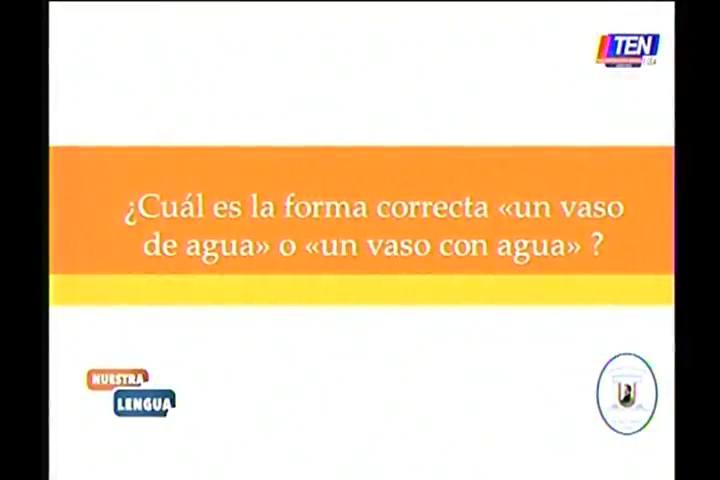 TEN
¿Cuál es la forma correcta «un vaso
de agua» o «un vaso con agua» ?
NUESTRA
LENGUA